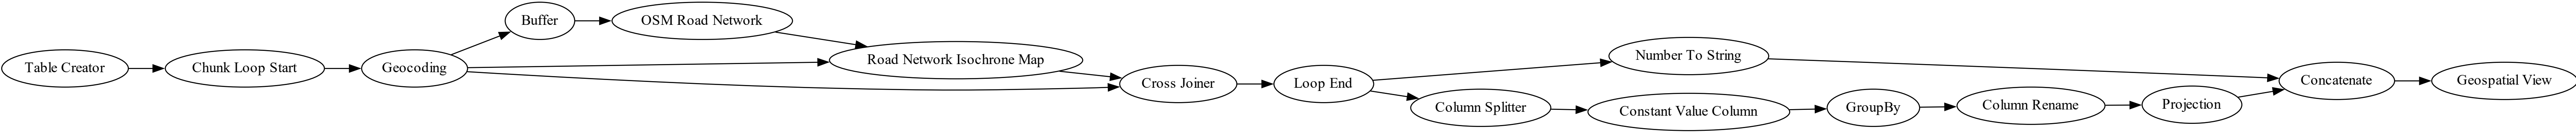 Table Creator
Chunk Loop Start
Geocoding
Buffer
OSM Road Network
Road Network Isochrone Map
Cross Joiner
Loop End
Number To String
Column Splitter
Constant Value Column
GroupBy
Column Rename
Projection
Concatenate
Geospatial View